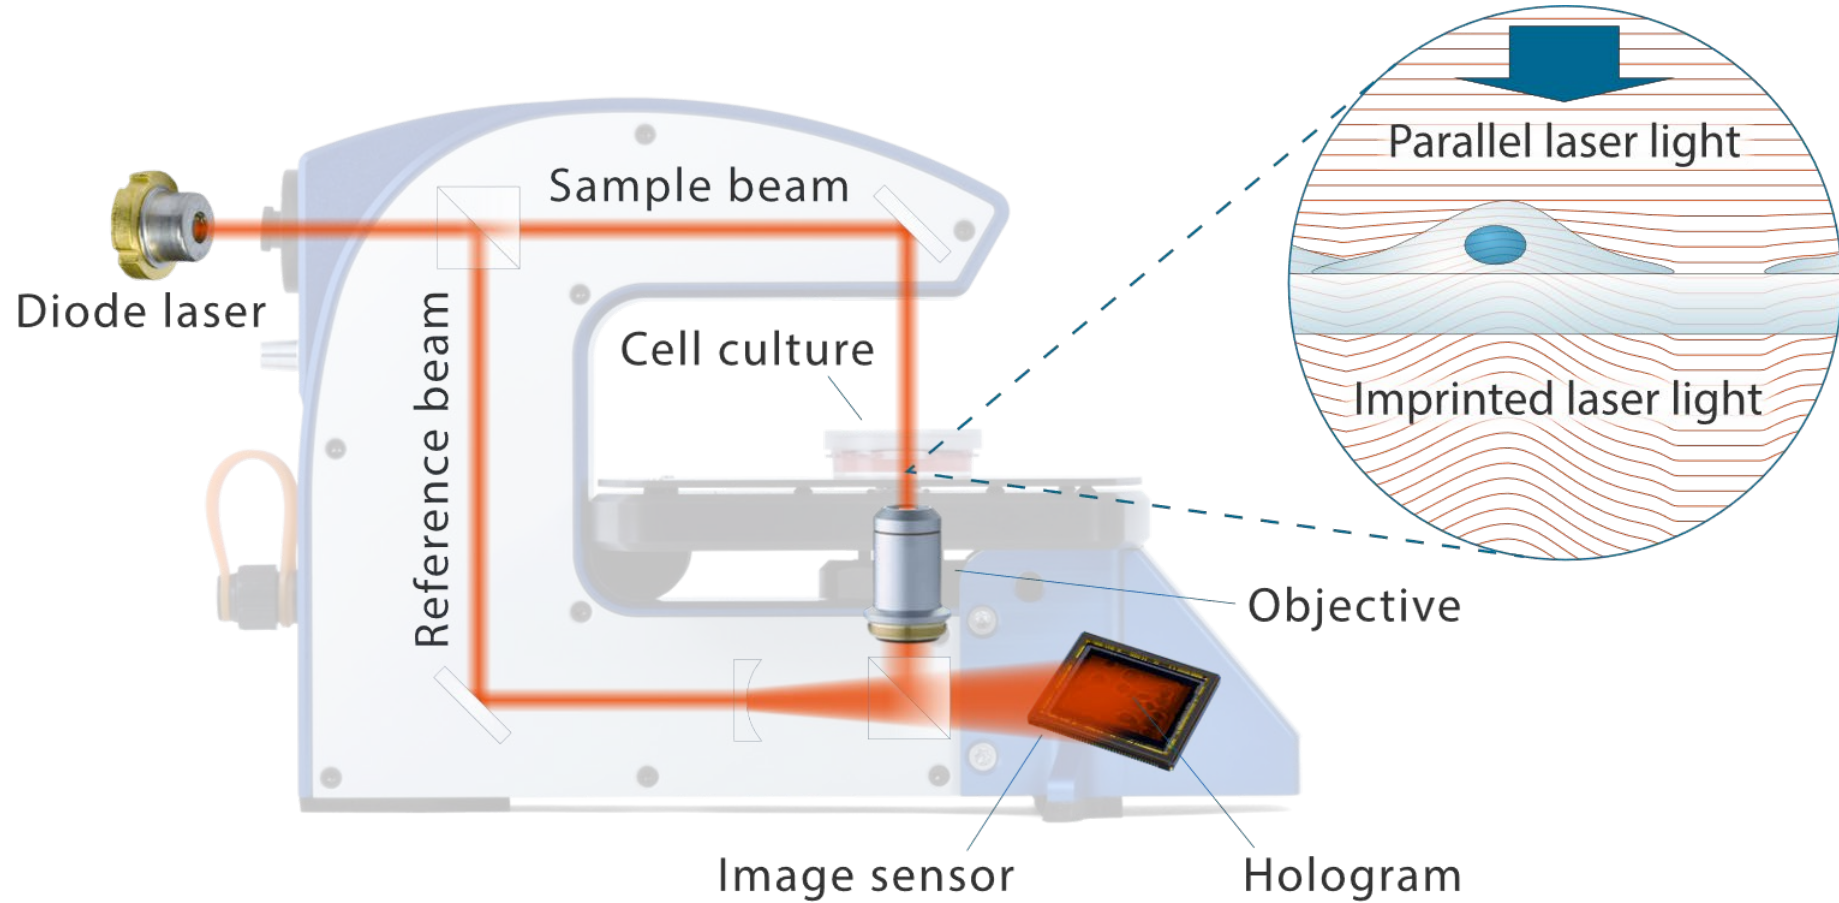 Parallel laser light
Sample beam
Diode laser
Reference beam
Cell culture
Imprinted laser light
Objective
Image sensor
Hologram